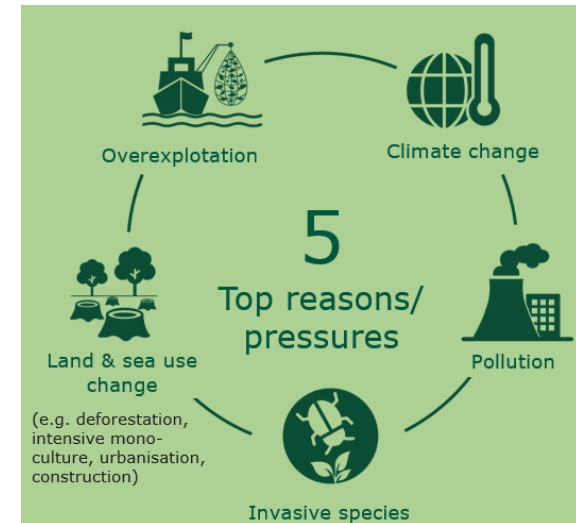 Overexplotation
Climate change
5
Top reasons/
pressures
Land & sea use
change
(e.g. deforestation,
intensive mono-
culture, urbanisation,
construction)
Pollution
Invasive species